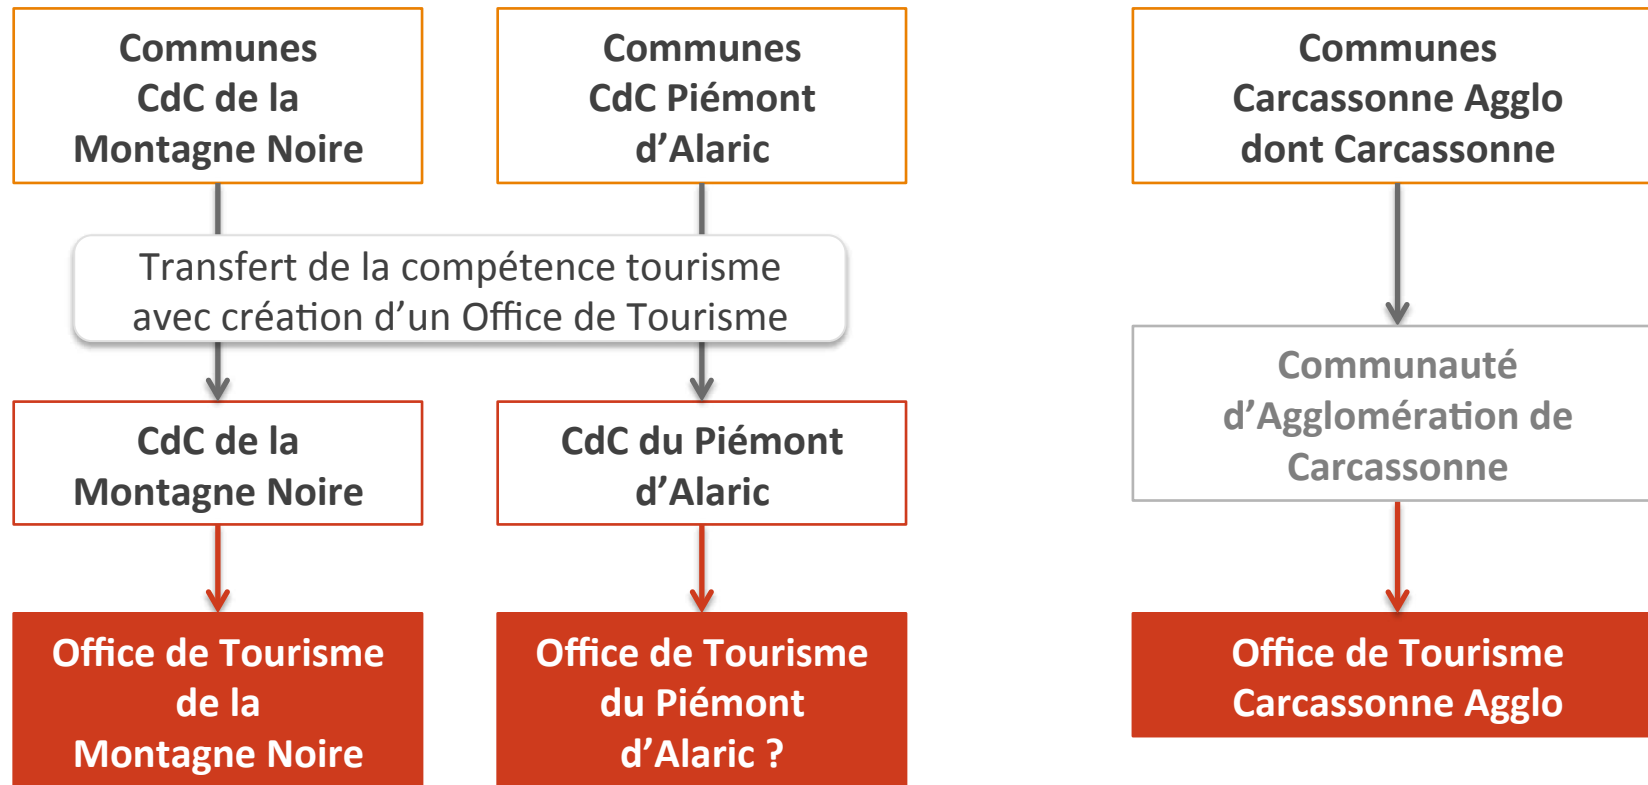 Communes
CdC de la
Montagne Noire
Communes
CdC Piémont
d’Alaric
Communes
Carcassonne Agglo
dont Carcassonne
Transfert de la compétence tourisme
avec création d’un Office de Tourisme
CdC de la
Montagne Noire
CdC du Piémont
d’Alaric
Communauté
d’Agglomération de
Carcassonne
Office de Tourisme
de la
Montagne Noire
Office de Tourisme
du Piémont
d’Alaric ?
Office de Tourisme
Carcassonne Agglo